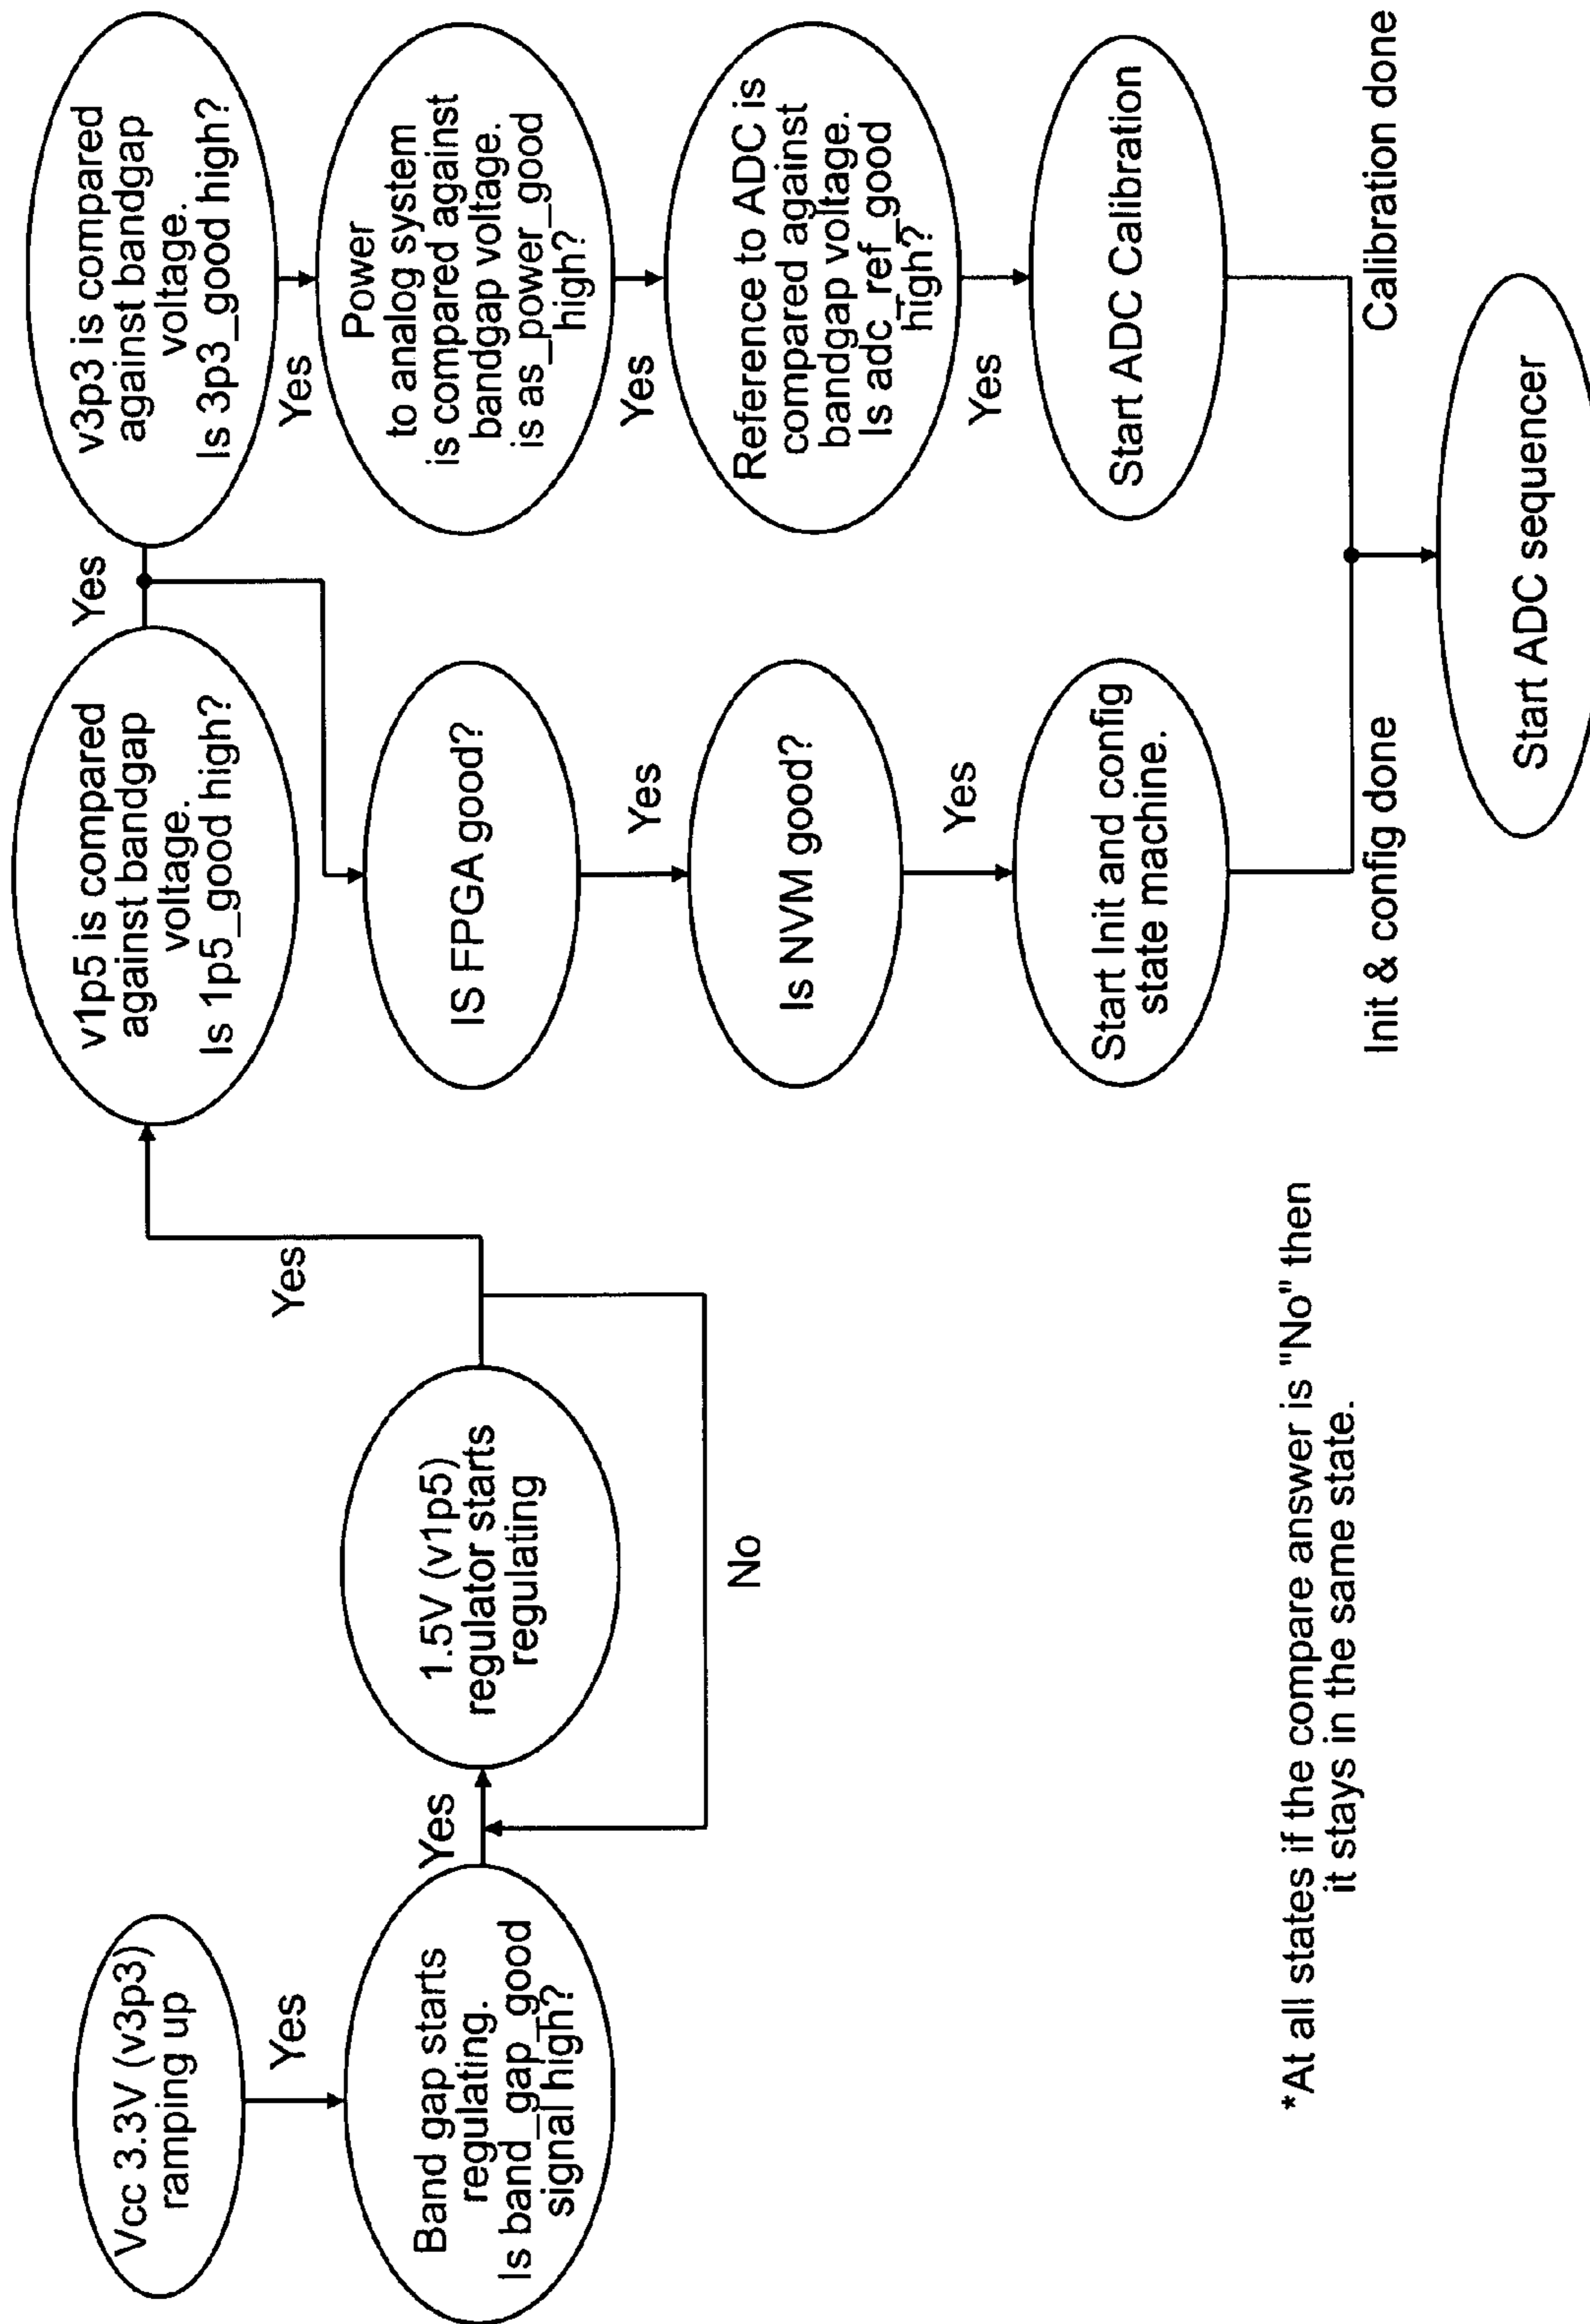 Vcc 3.3V (v3p3)
ramping up
Yes
Band gap starts
regulating.
Is band_gap_good
signal high?
Yes
1.5V (v1p5)
regulator starts
regulating
No
Yes
v1p5 is compared
against bandgap
voltage.
Is 1p5_good high?
Yes
IS FPGA good?
Yes
Is NVM good?
Yes
Start Init and config
state machine.
Init & config done
v3p3 is compared
against bandgap
voltage.
Is 3p3_good high?
Yes
Power
to analog system
is compared against
bandgap voltage.
is as_power_good
high?
Yes
Reference to ADC is
compared against
bandgap voltage.
Is adc_ref_good
high?
Yes
Start ADC Calibration
Calibration done
Start ADC sequencer
*At all states if the compare answer is "No" then
it stays in the same state.